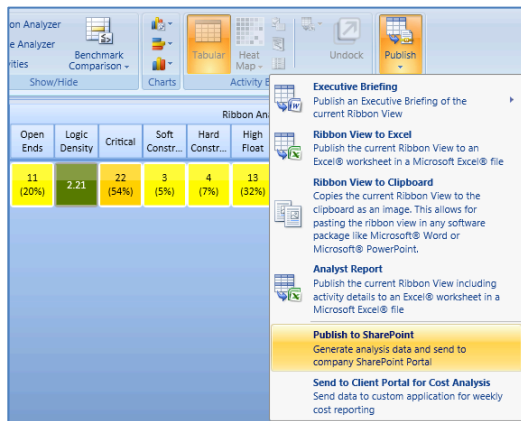 on Analyzer
e Analyzer
vities
Benchmark
Comparison
Show/Hide
Charts
Tabular
Heat
Map
Activity B
Undock
Publish
Ribbon Ana
Open
Ends
Logic
Density
Critical
Soft
Constr...
Hard
Constr...
High
Float
11
(20%)
2.21
22
(54%)
3
(5%)
4
(7%)
13
(32%)
Executive Briefing
Publish an Executive Briefing of the
current Ribbon View
Ribbon View to Excel
Publish the current Ribbon View to an
Excel® worksheet in a Microsoft Excel® file
Ribbon View to Clipboard
Copies the current Ribbon View to the
clipboard as an image. This allows for
pasting the ribbon view in any software
package like Microsoft® Word or
Microsoft® PowerPoint.
Analyst Report
Publish the current Ribbon View including
activity details to an Excel® worksheet in a
Microsoft Excel® file
Publish to SharePoint
Generate analysis data and send to
company SharePoint Portal
Send to Client Portal for Cost Analysis
Send data to custom application for weekly
cost reporting